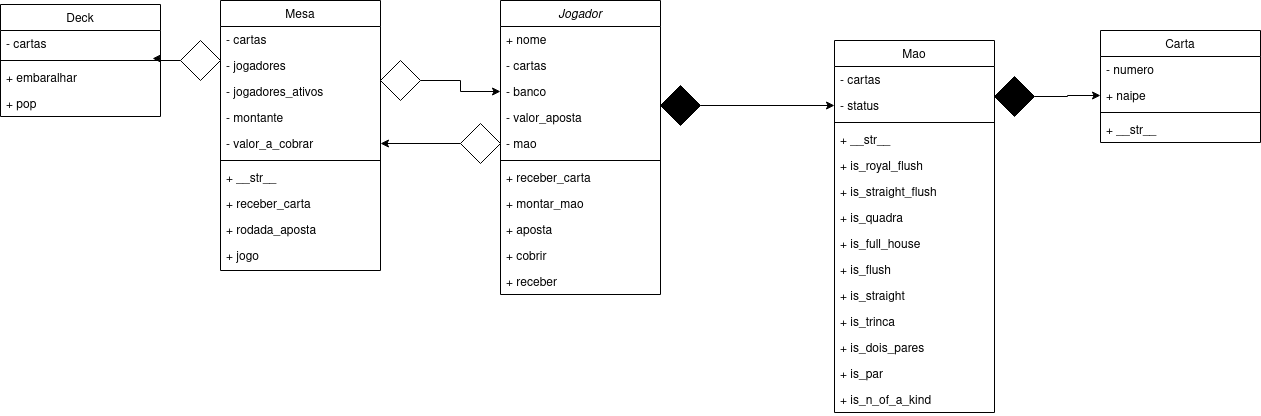 Deck
- cartas
+ embaralhar
+ pop
Mesa
- cartas
- jogadores
- jogadores_ativos
- montante
- valor_a_cobrar
+ __str__
+ receber_carta
+ rodada_aposta
+ jogo
Jogador
+ nome
- cartas
- banco
- valor_aposta
- mao
+ receber_carta
+ montar_mao
+ aposta
+ cobrir
+ receber
Mao
- cartas
- status
+ __str__
+ is_royal_flush
+ is_straight_flush
+ is_quadra
+ is_full_house
+ is_flush
+ is_straight
+ is_trinca
+ is_dois_pares
+ is_par
+ is_n_of_a_kind
Carta
- numero
+ naipe
+ __str__